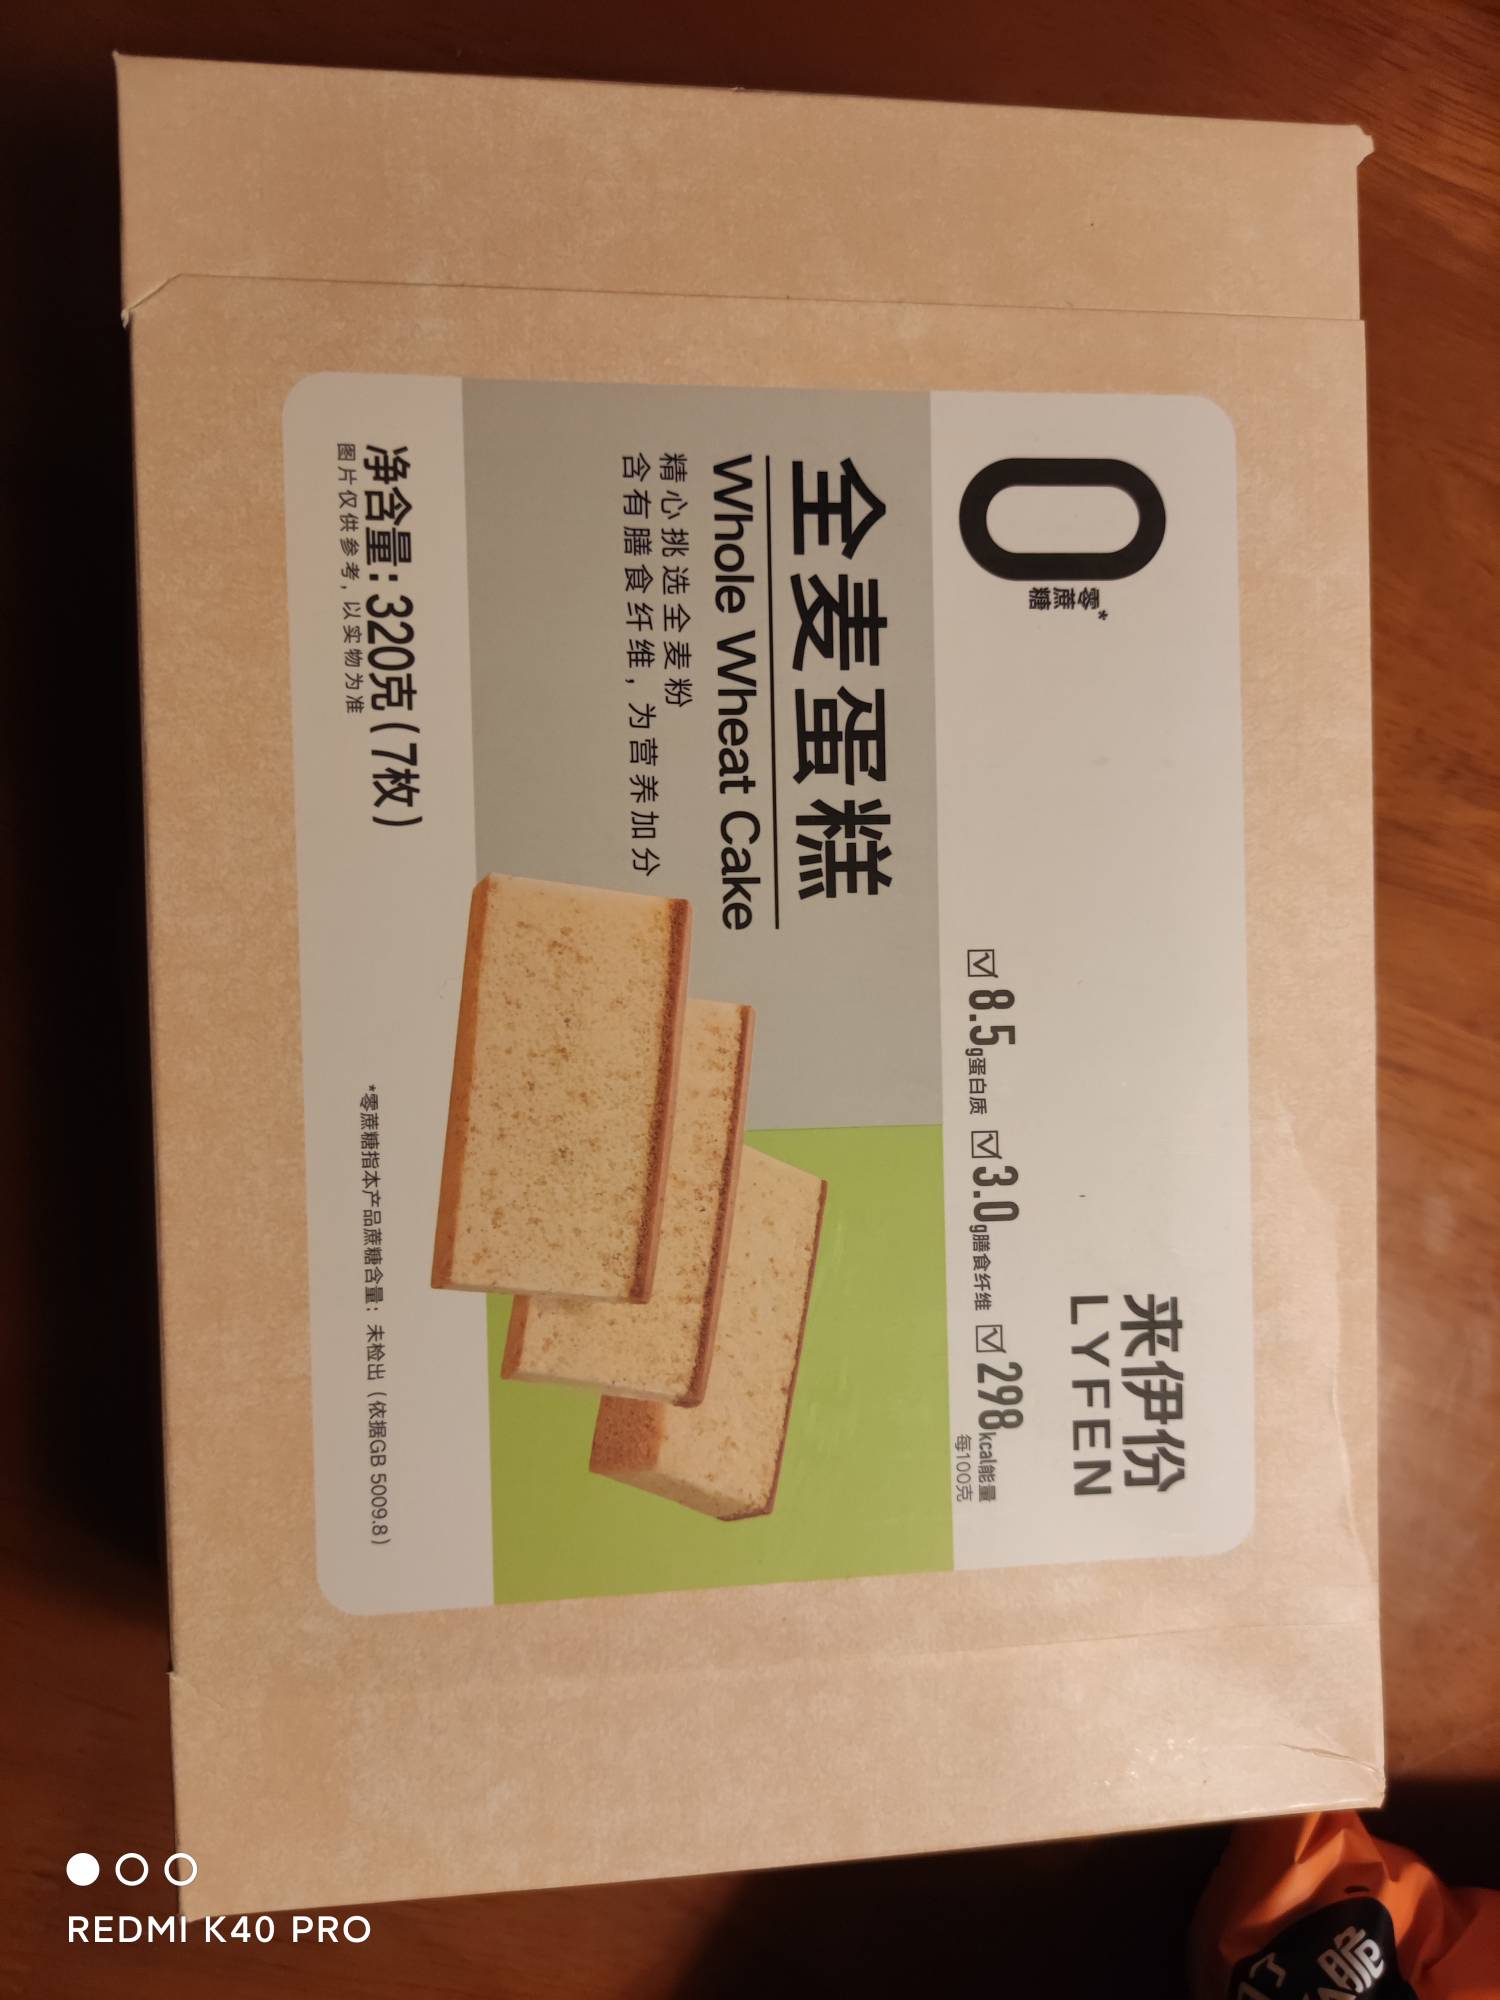 0
零蔗糖*
来伊份
LYFEN
☑8.5g蛋白质 ☑3.0g膳食纤维 ☑298kcal能量
每100克
全麦蛋糕
Whole Wheat Cake
精心挑选全麦粉
含有膳食纤维，为营养加分
净含量：320克（7枚）
图片仅供参考，以实物为准
*零蔗糖指本产品蔗糖含量：未检出（依据GB 5009.8）
脆
REDMI K40 PRO